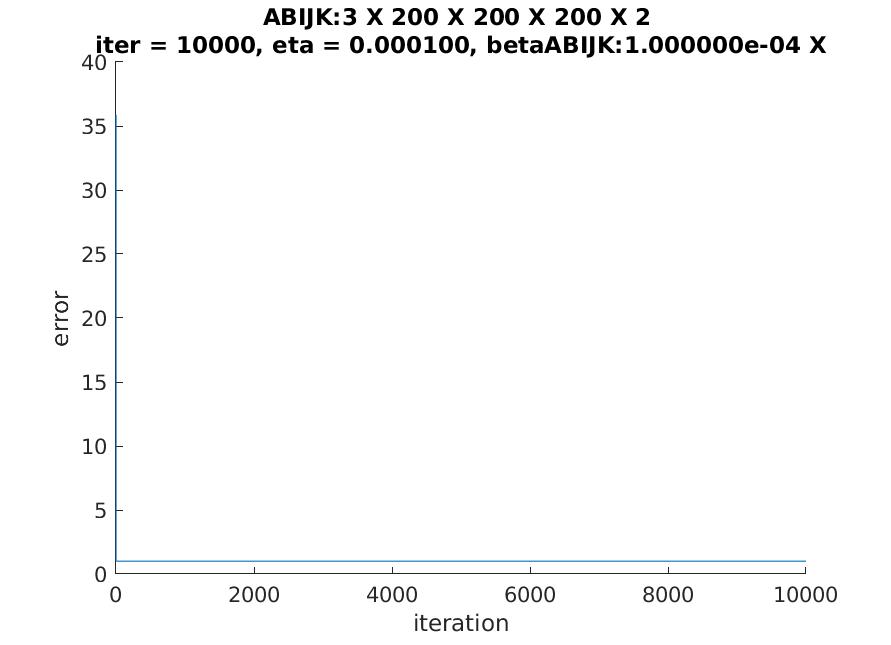 ABIJK:3 X 200 X 200 X 200 X 2
iter = 10000, eta = 0.000100, betaABIJK:1.000000e-04 X
40
35
30
25
20
15
10
5
0
error
0 2000 4000 6000 8000 10000
iteration